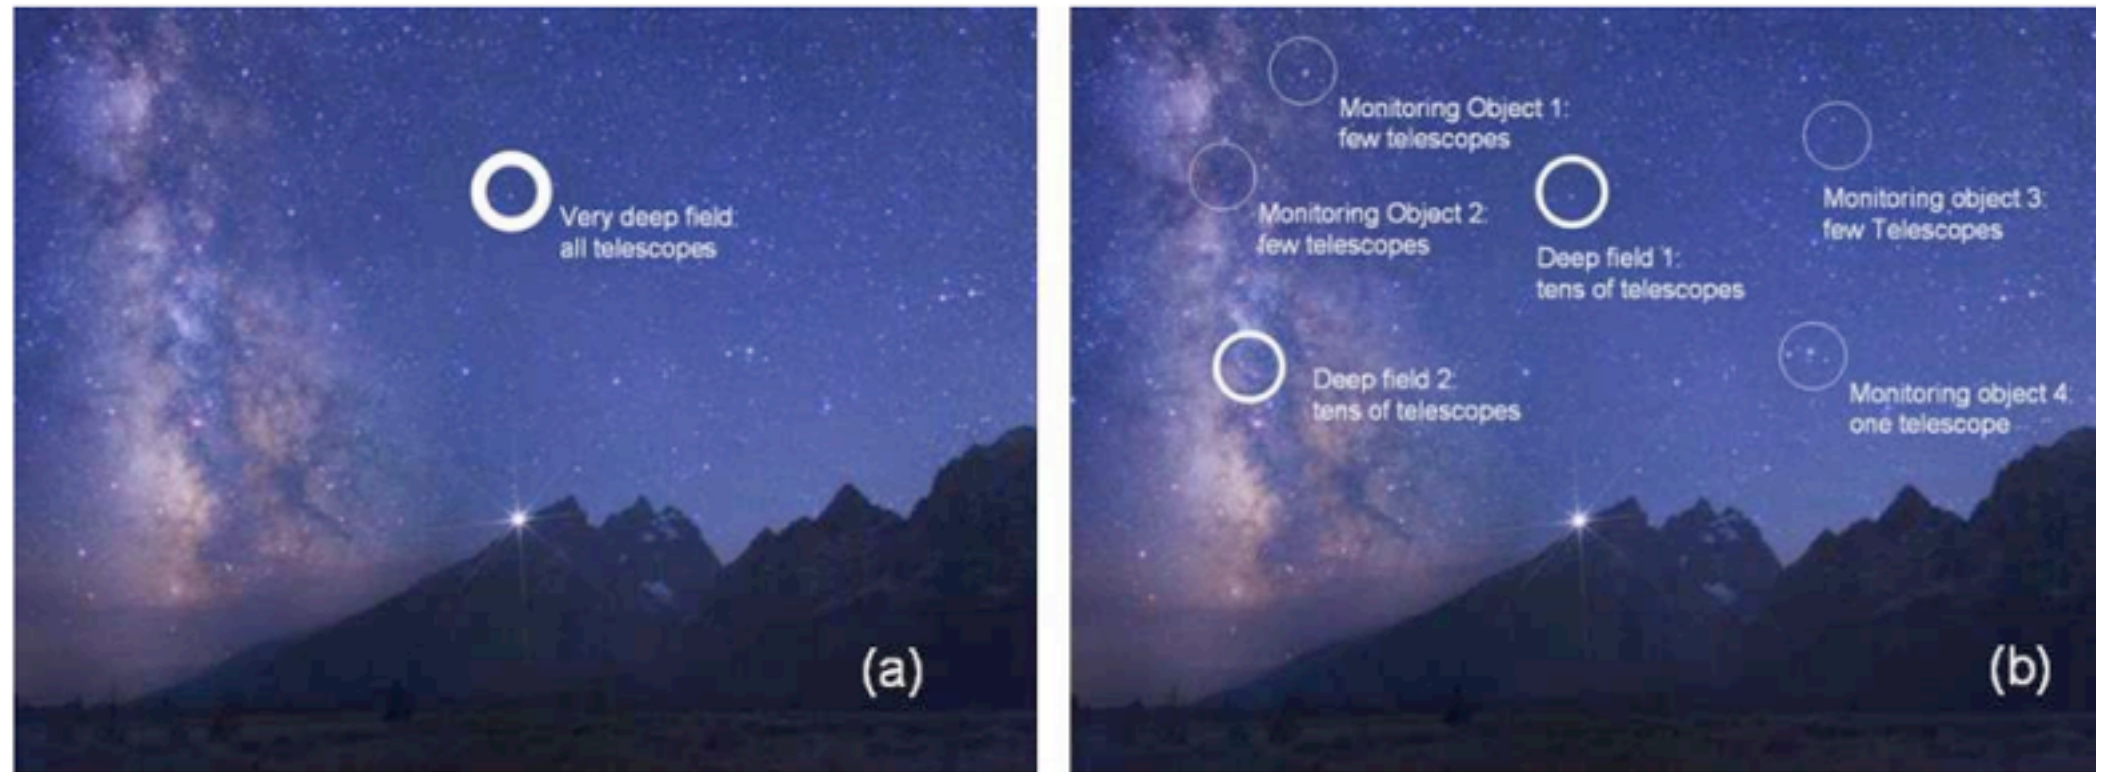 Very deep field:
all telescopes
(a)
Monitoring Object 1:
few telescopes
Monitoring Object 2:
few telescopes
Deep field 1:
tens of telescopes
Monitoring object 3:
few Telescopes
Deep field 2:
tens of telescopes
Monitoring object 4:
one telescope
(b)